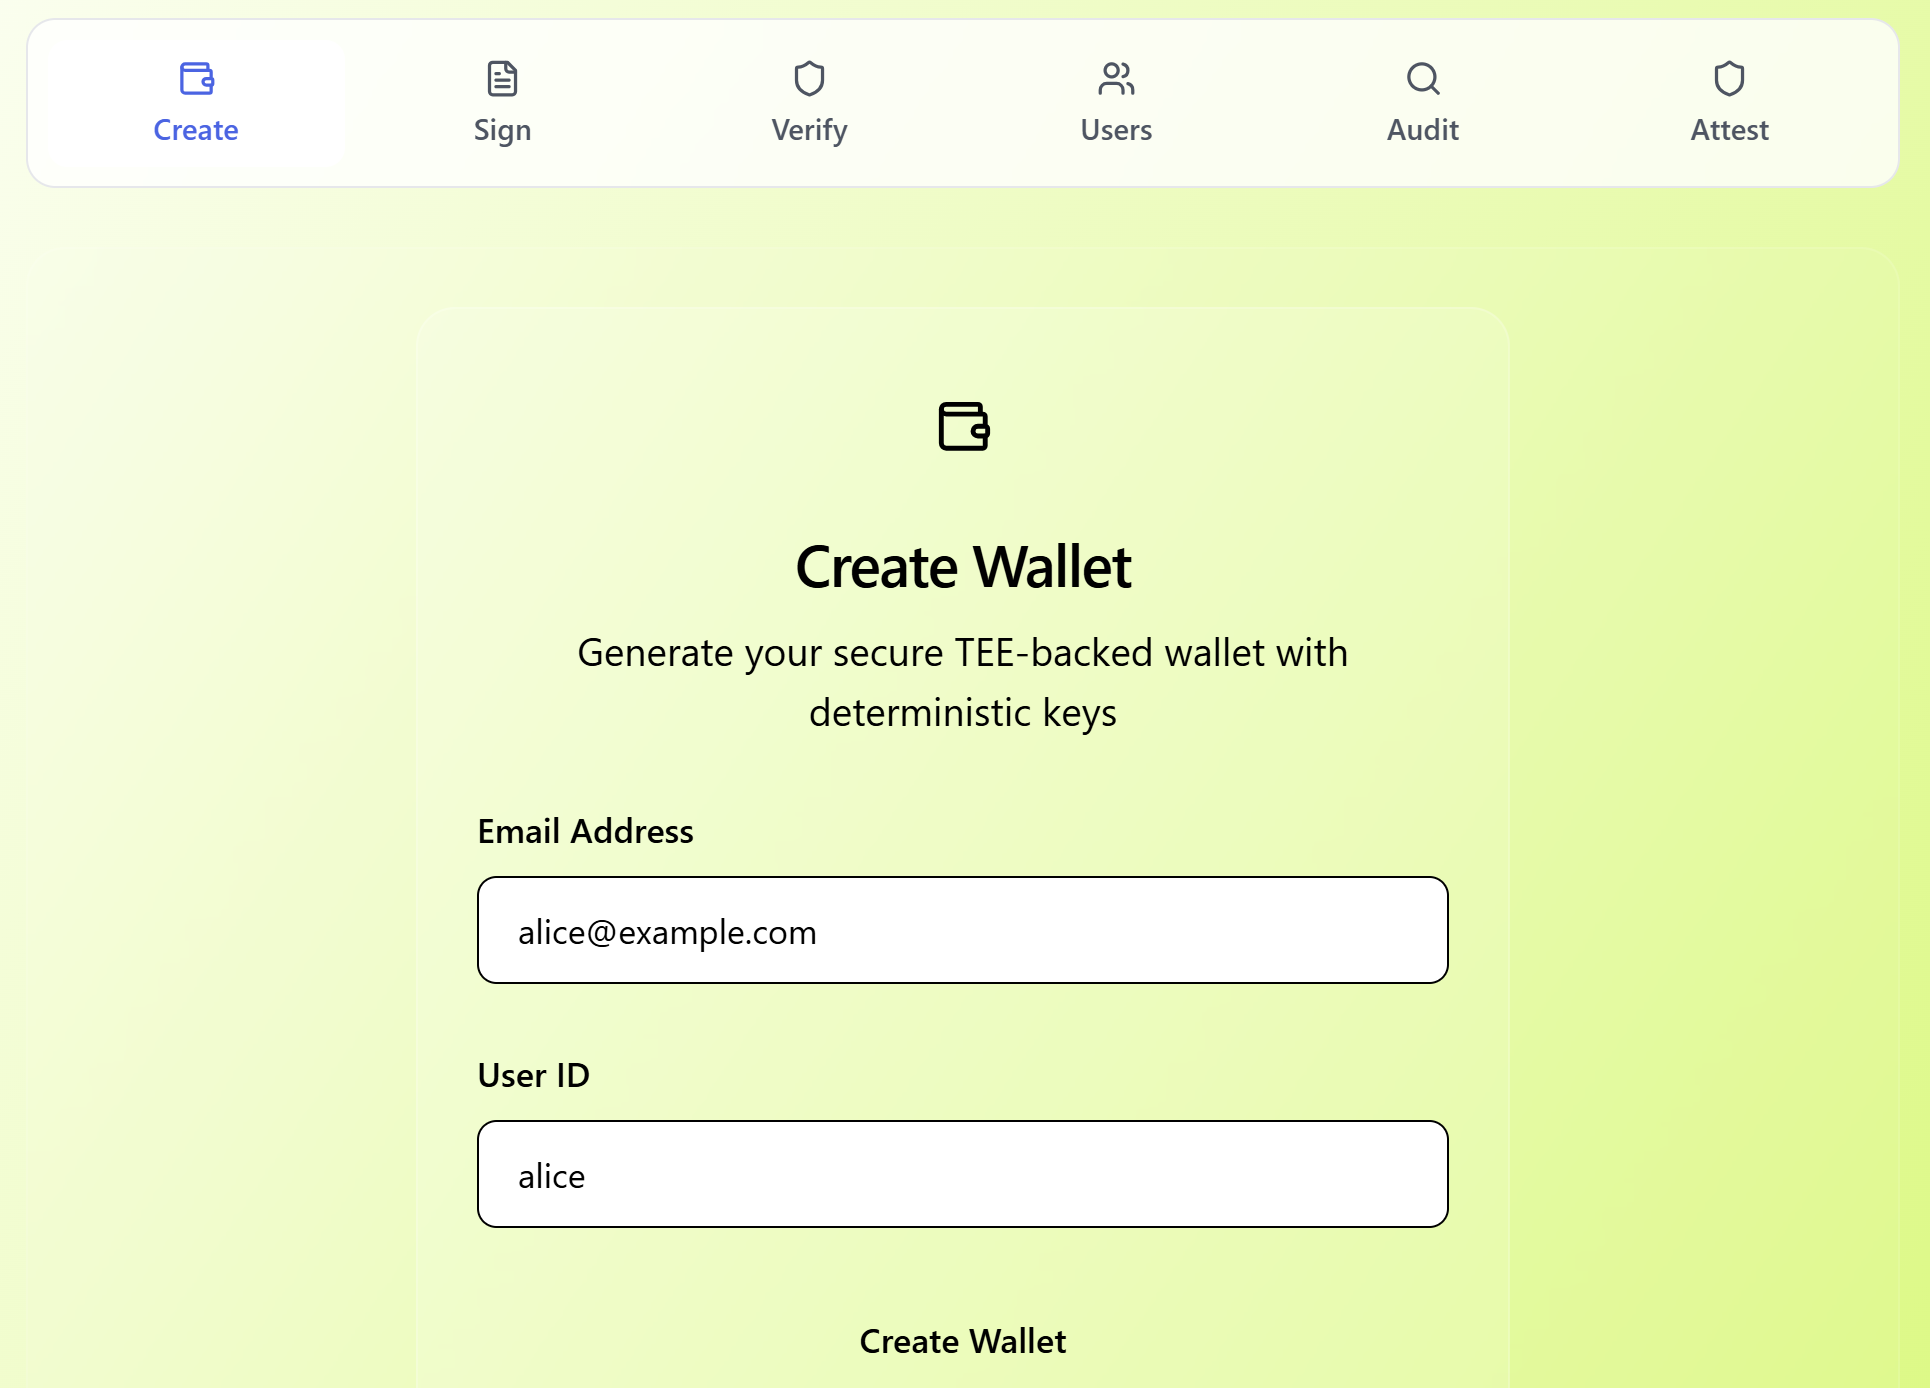 Create
Sign
Verify
Users
Audit
Attest
Create Wallet
Generate your secure TEE-backed wallet with
deterministic keys
Email Address
alice@example.com
User ID
alice
Create Wallet